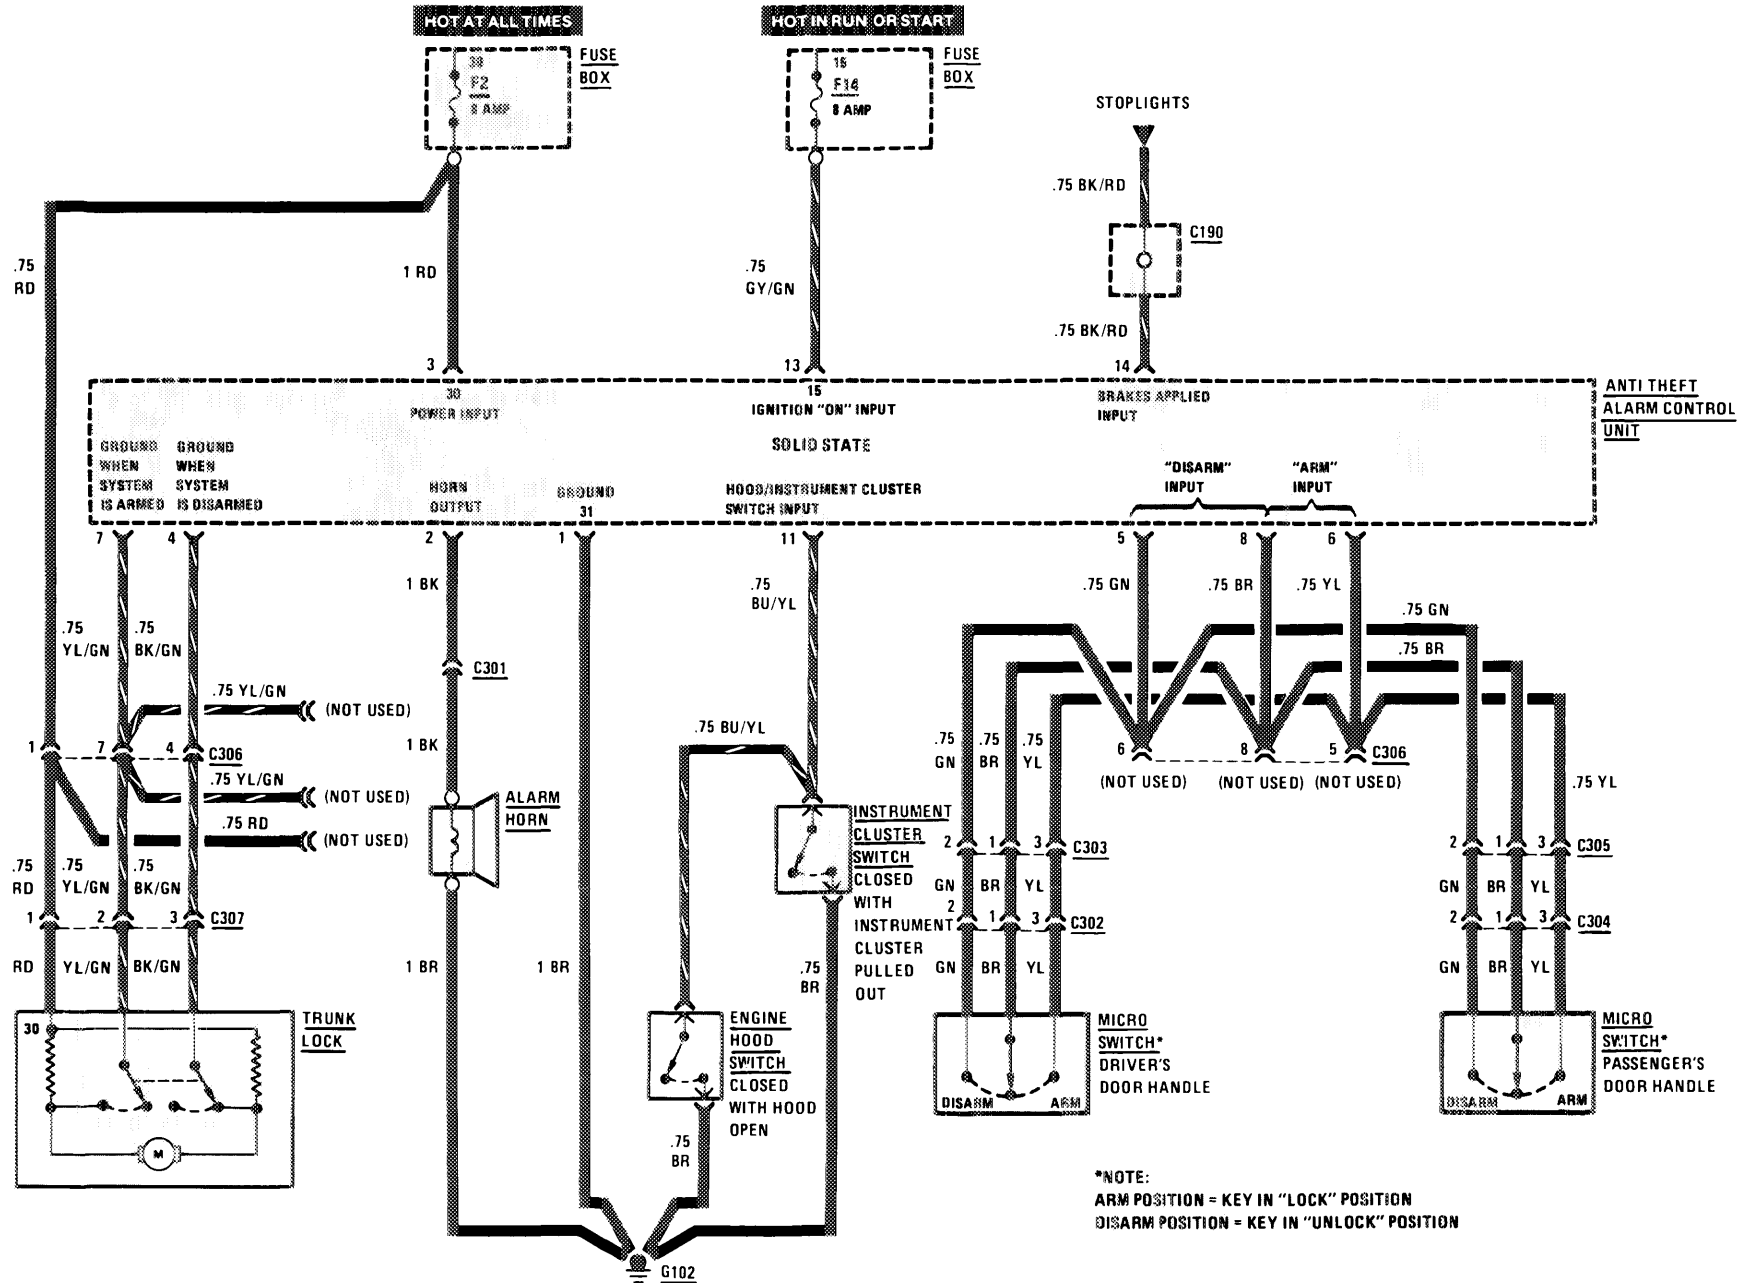 HOT AT ALL TIMES
HOT IN RUN OR START
30
F2
8 AMP
FUSE
BOX
15
F14
8 AMP
FUSE
BOX
STOPLIGHTS
.75 BK/RD
C190
.75
RD
1 RD
.75
GY/GN
.75 BK/RD
3
13
14
30
POWER INPUT
15
IGNITION "ON" INPUT
BRAKES APPLIED
INPUT
ANTI THEFT
ALARM CONTROL
UNIT
SOLID STATE
GROUND
WHEN
SYSTEM
IS ARMED
GROUND
WHEN
SYSTEM
IS DISARMED
HORN
OUTPUT
GROUND
31
HOOD/INSTRUMENT CLUSTER
SWITCH INPUT
"DISARM"
INPUT
"ARM"
INPUT
7
4
2
1
11
5
8
6
1 BK
.75
BU/YL
.75 GN
.75 BR
.75 YL
.75 GN
.75 BR
.75
YL/GN
.75
BK/GN
C301
.75 YL/GN
(NOT USED)
1 BK
.75 BU/YL
1
7
4
C306
.75 YL/GN
(NOT USED)
.75 RD
(NOT USED)
.75
GN
.75
BR
.75
YL
6
8
5
C306
(NOT USED)
(NOT USED)
(NOT USED)
.75 YL
ALARM
HORN
INSTRUMENT
CLUSTER
SWITCH
CLOSED
WITH
INSTRUMENT
CLUSTER
PULLED
OUT
2
1
3
C303
2
1
3
C305
.75
RD
.75
YL/GN
.75
BK/GN
GN
BR
YL
GN
BR
YL
1
2
3
C307
2
1
3
C302
2
1
3
C304
RD
YL/GN
BK/GN
1 BR
1 BR
.75
BR
GN
BR
YL
GN
BR
YL
30
TRUNK
LOCK
M
ENGINE
HOOD
SWITCH
CLOSED
WITH HOOD
OPEN
.75
BR
DISARM
ARM
MICRO
SWITCH*
DRIVER'S
DOOR HANDLE
DISARM
ARM
MICRO
SWITCH*
PASSENGER'S
DOOR HANDLE
*NOTE:
ARM POSITION = KEY IN "LOCK" POSITION
DISARM POSITION = KEY IN "UNLOCK" POSITION
G102